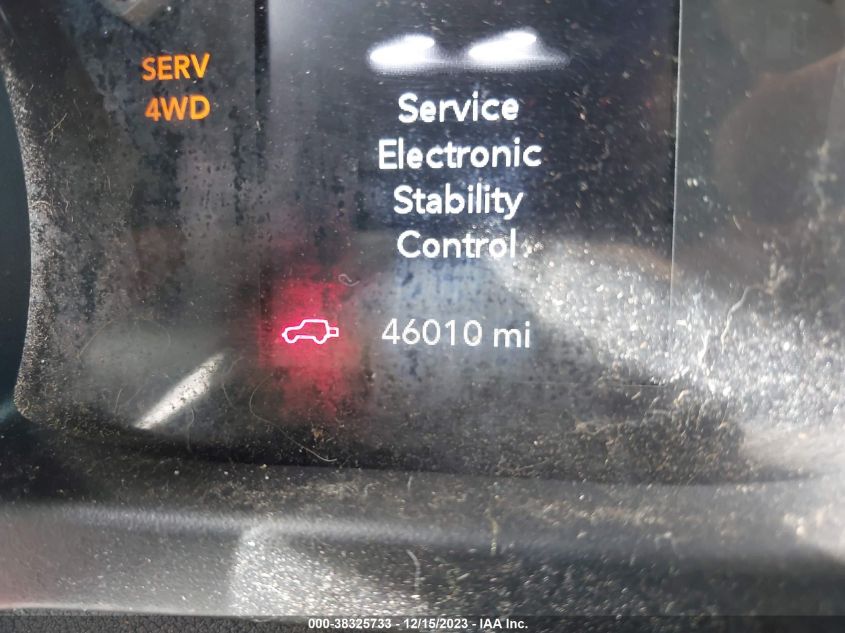 SERV
4WD
Service
Electronic
Stability
Control
46010 mi
000-38325733 - 12/15/2023 - IAA Inc.